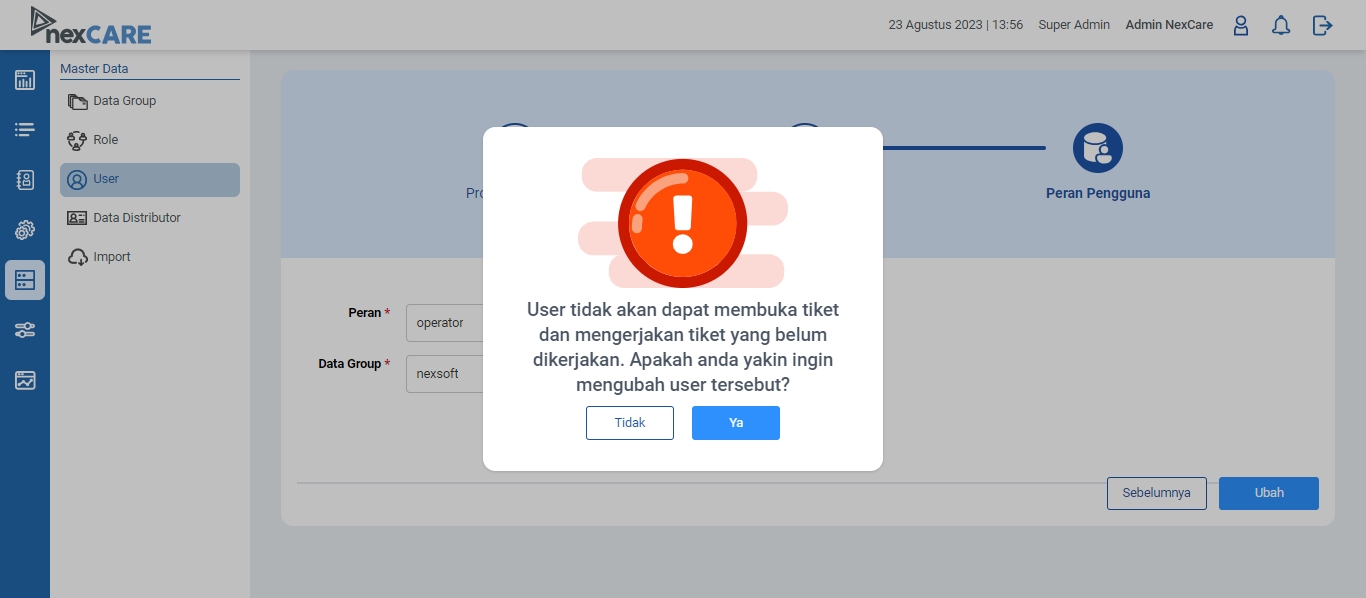 nexCARE
23 Agustus 2023 | 13:56
Super Admin
Admin NexCare
Master Data
Data Group
Role
User
Data Distributor
Import
Peran Pengguna
Peran *
operator
Data Group *
nexsoft
User tidak akan dapat membuka tiket
dan mengerjakan tiket yang belum
dikerjakan. Apakah anda yakin ingin
mengubah user tersebut?
Tidak
Ya
Sebelumnya
Ubah